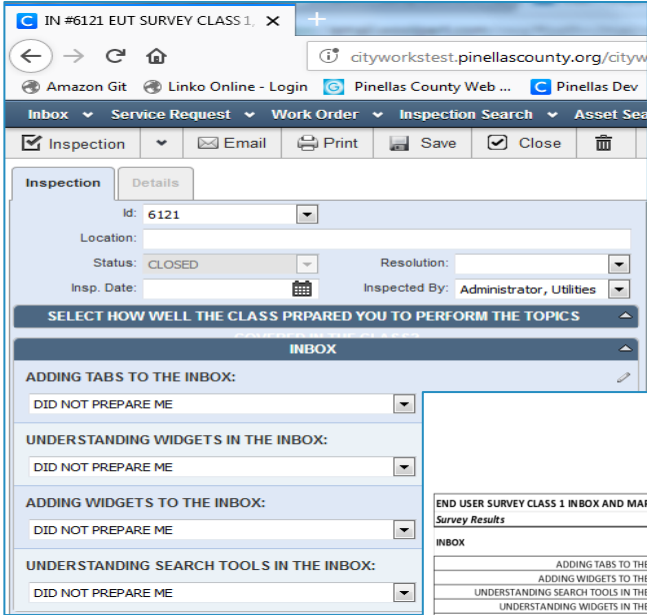 IN #6121 EUT SURVEY CLASS 1,
cityworkstest.pinellascounty.org/cityw
Amazon Git Linko Online - Login Pinellas County Web ... Pinellas Dev
Inbox Service Request Work Order Inspection Search Asset Sea
Inspection Email Print Save Close
Inspection Details
Id: 6121
Location:
Status: CLOSED Resolution:
Insp. Date: Inspected By: Administrator, Utilities
SELECT HOW WELL THE CLASS PRPARED YOU TO PERFORM THE TOPICS
COVERED IN THE CLASS?
INBOX
ADDING TABS TO THE INBOX:
DID NOT PREPARE ME
UNDERSTANDING WIDGETS IN THE INBOX:
DID NOT PREPARE ME
ADDING WIDGETS TO THE INBOX:
DID NOT PREPARE ME
UNDERSTANDING SEARCH TOOLS IN THE INBOX:
DID NOT PREPARE ME
END USER SURVEY CLASS 1 INBOX AND MAP
Survey Results
INBOX
ADDING TABS TO THE
ADDING WIDGETS TO THE
UNDERSTANDING SEARCH TOOLS IN THE
UNDERSTANDING WIDGETS IN THE